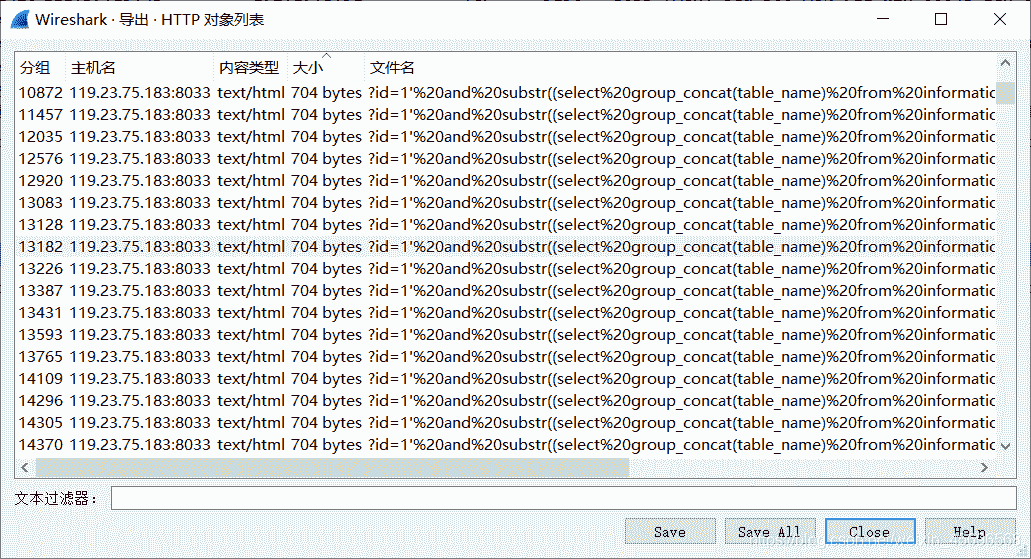 Wireshark · 导出 · HTTP 对象列表
分组 主机名 内容类型 大小 文件名
10872 119.23.75.183:8033 text/html 704 bytes ?id=1'%20and%20substr((select%20group_concat(table_name)%20from%20informatic
11457 119.23.75.183:8033 text/html 704 bytes ?id=1'%20and%20substr((select%20group_concat(table_name)%20from%20informatic
12035 119.23.75.183:8033 text/html 704 bytes ?id=1'%20and%20substr((select%20group_concat(table_name)%20from%20informatic
12576 119.23.75.183:8033 text/html 704 bytes ?id=1'%20and%20substr((select%20group_concat(table_name)%20from%20informatic
12920 119.23.75.183:8033 text/html 704 bytes ?id=1'%20and%20substr((select%20group_concat(table_name)%20from%20informatic
13083 119.23.75.183:8033 text/html 704 bytes ?id=1'%20and%20substr((select%20group_concat(table_name)%20from%20informatic
13128 119.23.75.183:8033 text/html 704 bytes ?id=1'%20and%20substr((select%20group_concat(table_name)%20from%20informatic
13182 119.23.75.183:8033 text/html 704 bytes ?id=1'%20and%20substr((select%20group_concat(table_name)%20from%20informatic
13226 119.23.75.183:8033 text/html 704 bytes ?id=1'%20and%20substr((select%20group_concat(table_name)%20from%20informatic
13387 119.23.75.183:8033 text/html 704 bytes ?id=1'%20and%20substr((select%20group_concat(table_name)%20from%20informatic
13431 119.23.75.183:8033 text/html 704 bytes ?id=1'%20and%20substr((select%20group_concat(table_name)%20from%20informatic
13593 119.23.75.183:8033 text/html 704 bytes ?id=1'%20and%20substr((select%20group_concat(table_name)%20from%20informatic
13765 119.23.75.183:8033 text/html 704 bytes ?id=1'%20and%20substr((select%20group_concat(table_name)%20from%20informatic
14109 119.23.75.183:8033 text/html 704 bytes ?id=1'%20and%20substr((select%20group_concat(table_name)%20from%20informatic
14296 119.23.75.183:8033 text/html 704 bytes ?id=1'%20and%20substr((select%20group_concat(table_name)%20from%20informatic
14305 119.23.75.183:8033 text/html 704 bytes ?id=1'%20and%20substr((select%20group_concat(table_name)%20from%20informatic
14370 119.23.75.183:8033 text/html 704 bytes ?id=1'%20and%20substr((select%20group_concat(table_name)%20from%20informatic
文本过滤器：
Save Save All Close Help